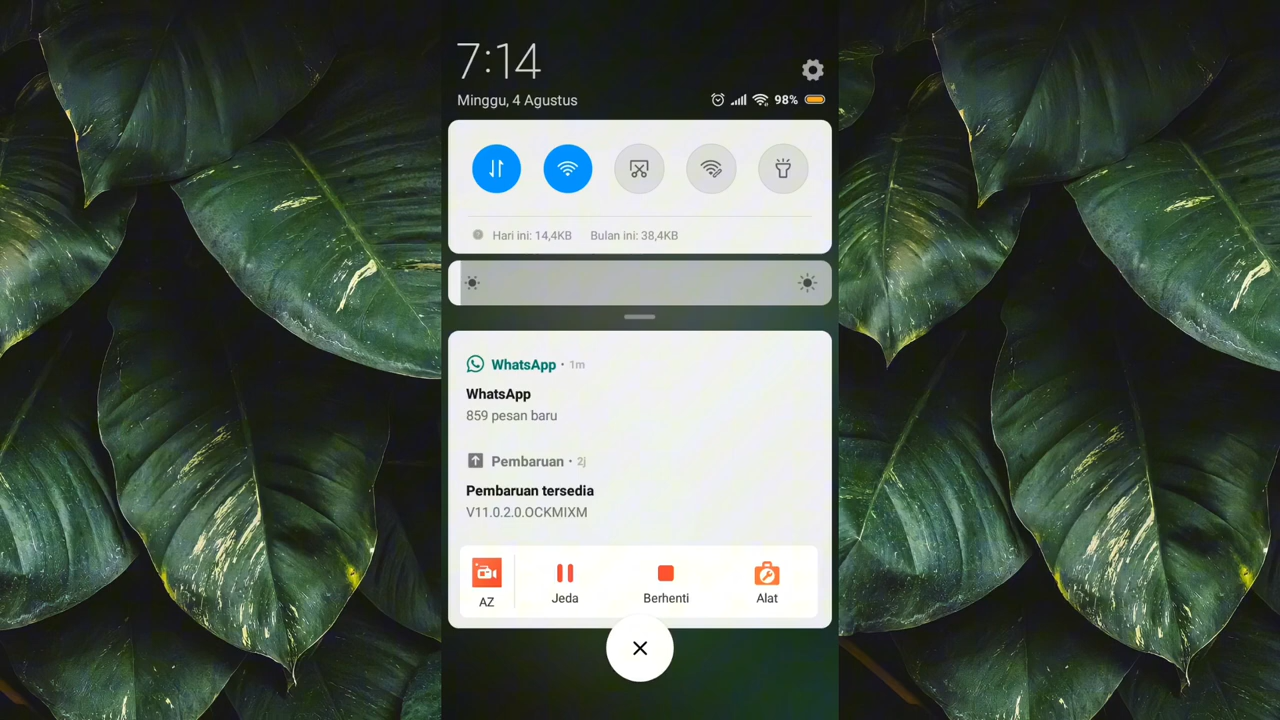 7:14
Minggu, 4 Agustus
98%
Hari ini: 14,4KB Bulan ini: 38,4KB
WhatsApp · 1m
WhatsApp
859 pesan baru
Pembaruan · 2j
Pembaruan tersedia
V11.0.2.0.OCKMIXM
AZ
Jeda
Berhenti
Alat